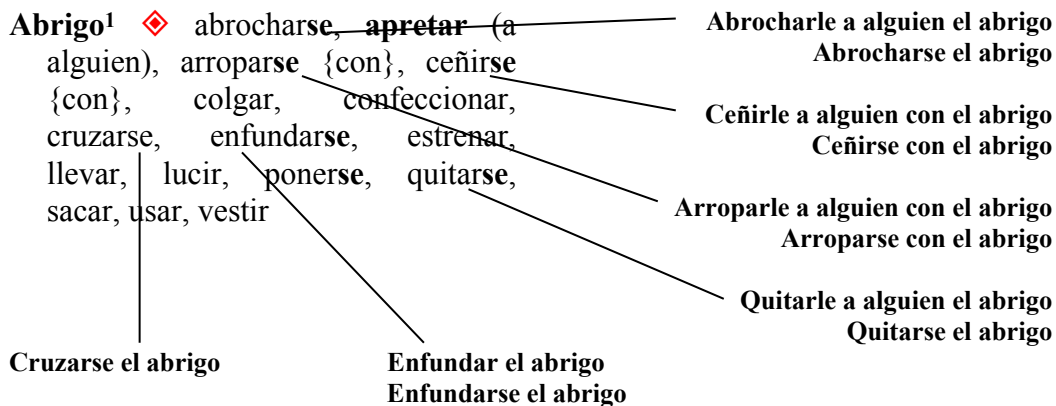 Abrigo¹ abrocharse, apretar (a
alguien), arroparse {con}, ceñirse
{con}, colgar, confeccionar,
cruzarse, enfundarse, estrenar,
llevar, lucir, ponerse, quitarse,
sacar, usar, vestir
Abrocharle a alguien el abrigo
Abrocharse el abrigo
Ceñirle a alguien con el abrigo
Ceñirse con el abrigo
Arroparle a alguien con el abrigo
Arroparse con el abrigo
Quitarle a alguien el abrigo
Quitarse el abrigo
Cruzarse el abrigo
Enfundar el abrigo
Enfundarse el abrigo